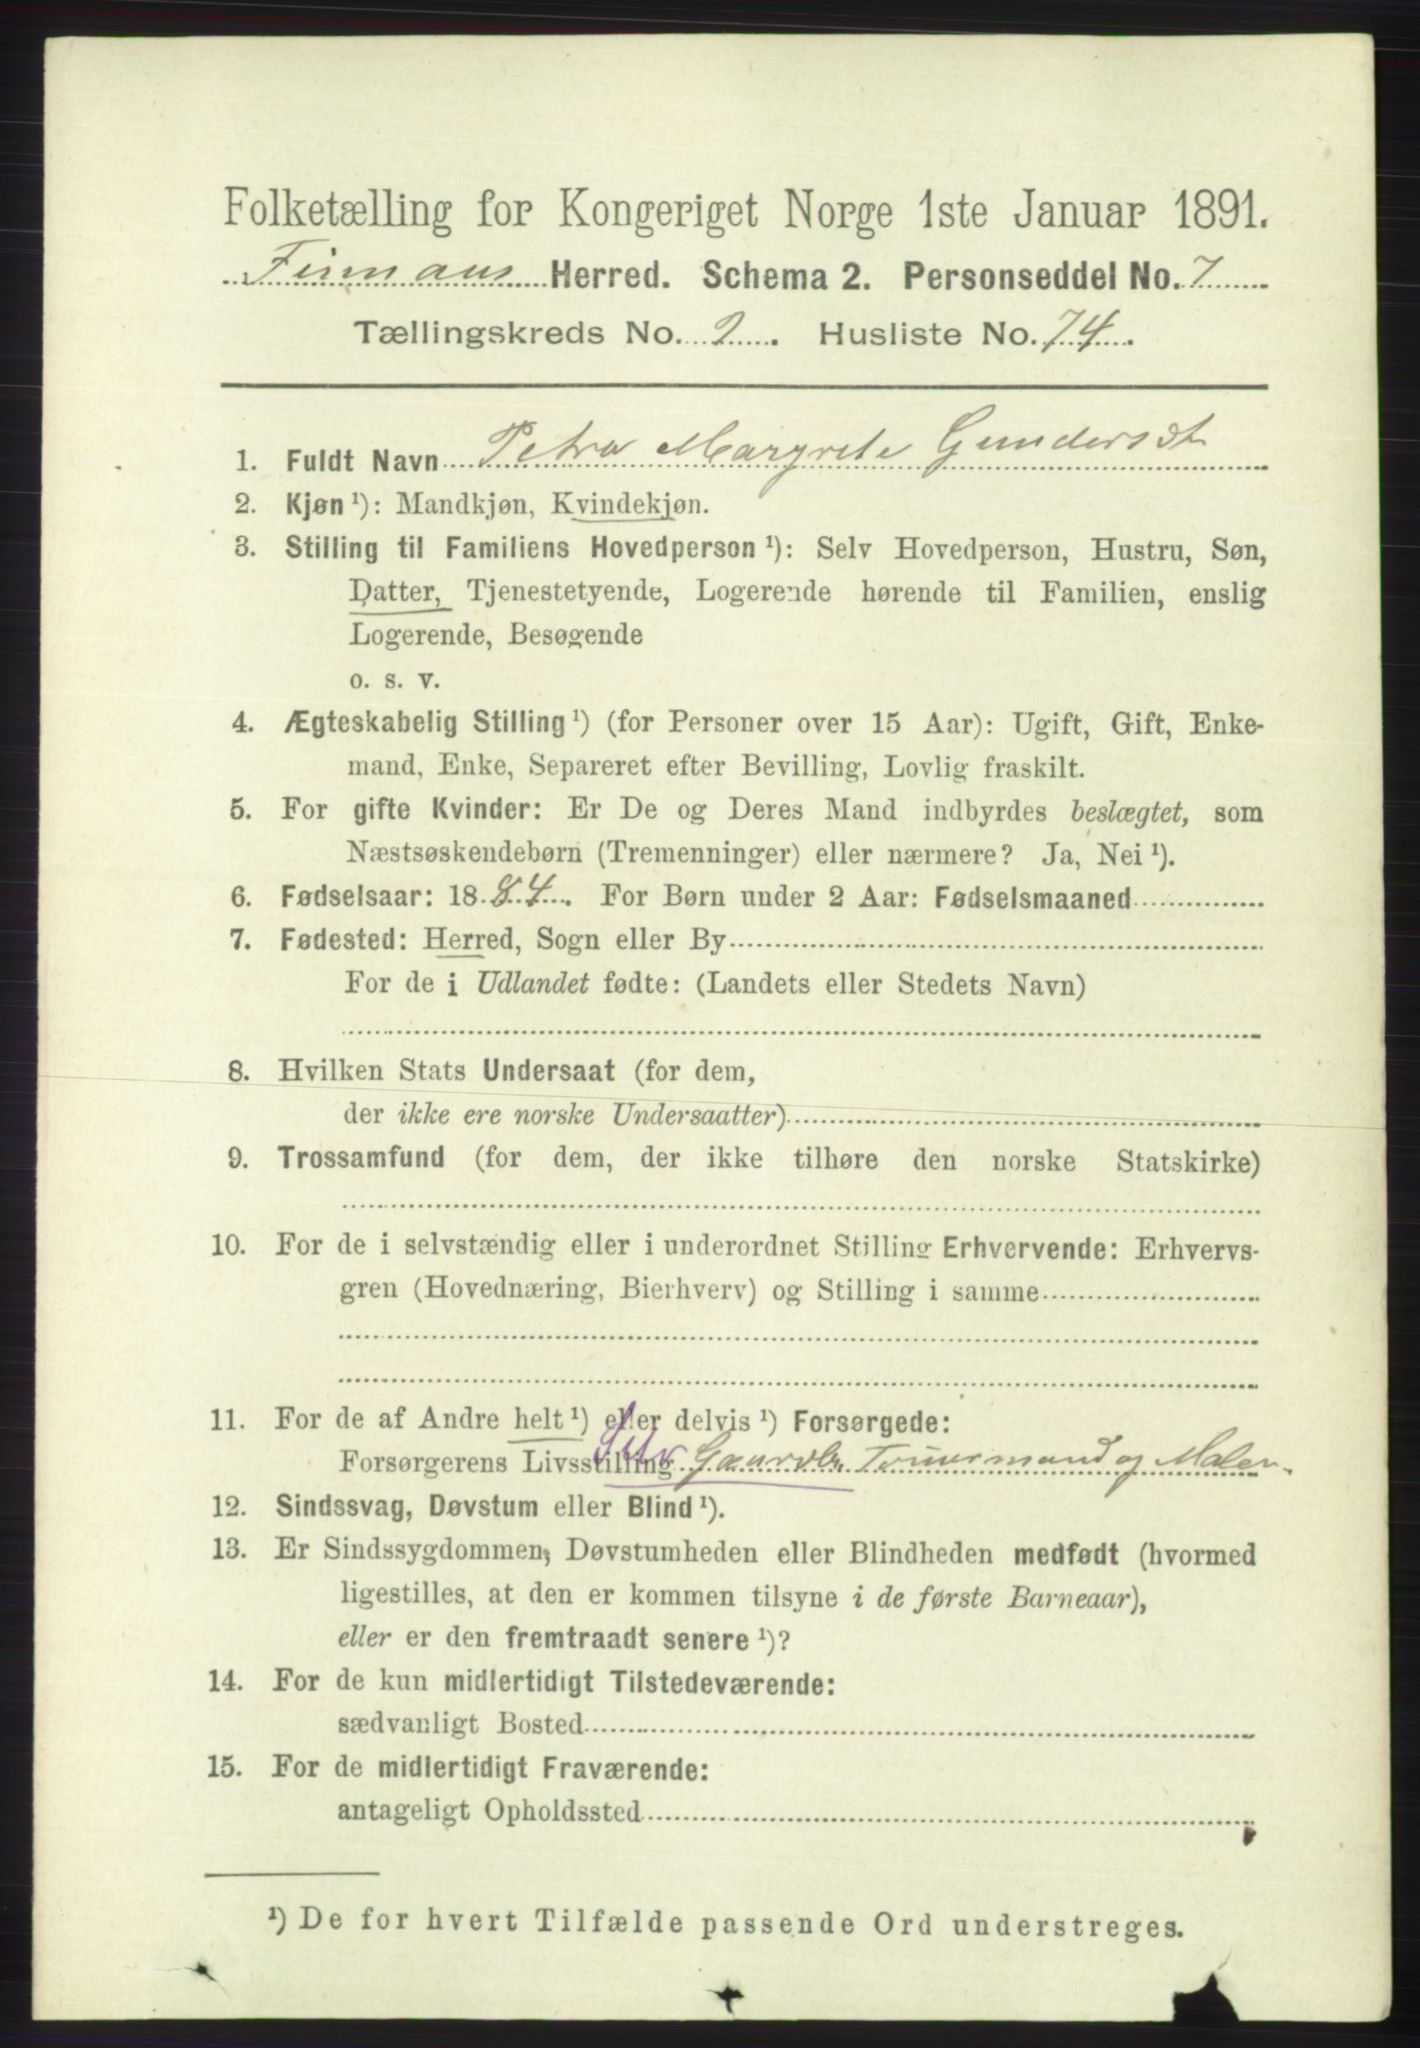 Folketælling for Kongeriget Norge 1ste Januar 1891.
Herred. Schema 2. Personseddel No. 7
Tællingskreds No. 2. Husliste No. 74.
1. Fuldt Navn Petra Margrete Gundersdt
2. Kjøn ¹): Mandkjøn, Kvindekjøn.
3. Stilling til Familiens Hovedperson ¹): Selv Hovedperson, Hustru, Søn,
Datter, Tjenestetyende, Logerende hørende til Familien, enslig
Logerende, Besøgende
o. s. v.
4. Ægteskabelig Stilling ¹) (for Personer over 15 Aar): Ugift, Gift, Enke-
mand, Enke, Separeret efter Bevilling, Lovlig fraskilt.
5. For gifte Kvinder: Er De og Deres Mand indbyrdes beslægtet, som
Næstsøskendebørn (Tremenninger) eller nærmere? Ja, Nei ¹).
6. Fødselsaar: 1884. For Børn under 2 Aar: Fødselsmaaned
7. Fødested: Herred, Sogn eller By
For de i Udlandet fødte: (Landets eller Stedets Navn)
8. Hvilken Stats Undersaat (for dem,
der ikke ere norske Undersaatter)
9. Trossamfund (for dem, der ikke tilhøre den norske Statskirke)
10. For de i selvstændig eller i underordnet Stilling Erhvervende: Erhvervs-
gren (Hovednæring, Bierhverv) og Stilling i samme
11. For de af Andre helt ¹) eller delvis ¹) Forsørgede:
Forsørgerens Livsstilling Tømmermand og Maler.
12. Sindssvag, Døvstum eller Blind ¹).
13. Er Sindssygdommen, Døvstumheden eller Blindheden medfødt (hvormed
ligestilles, at den er kommen tilsyne i de første Barneaar),
eller er den fremtraadt senere ¹)?
14. For de kun midlertidigt Tilstedeværende:
sædvanligt Bosted
15. For de midlertidigt Fraværende:
antageligt Opholdssted
¹) De for hvert Tilfælde passende Ord understreges.